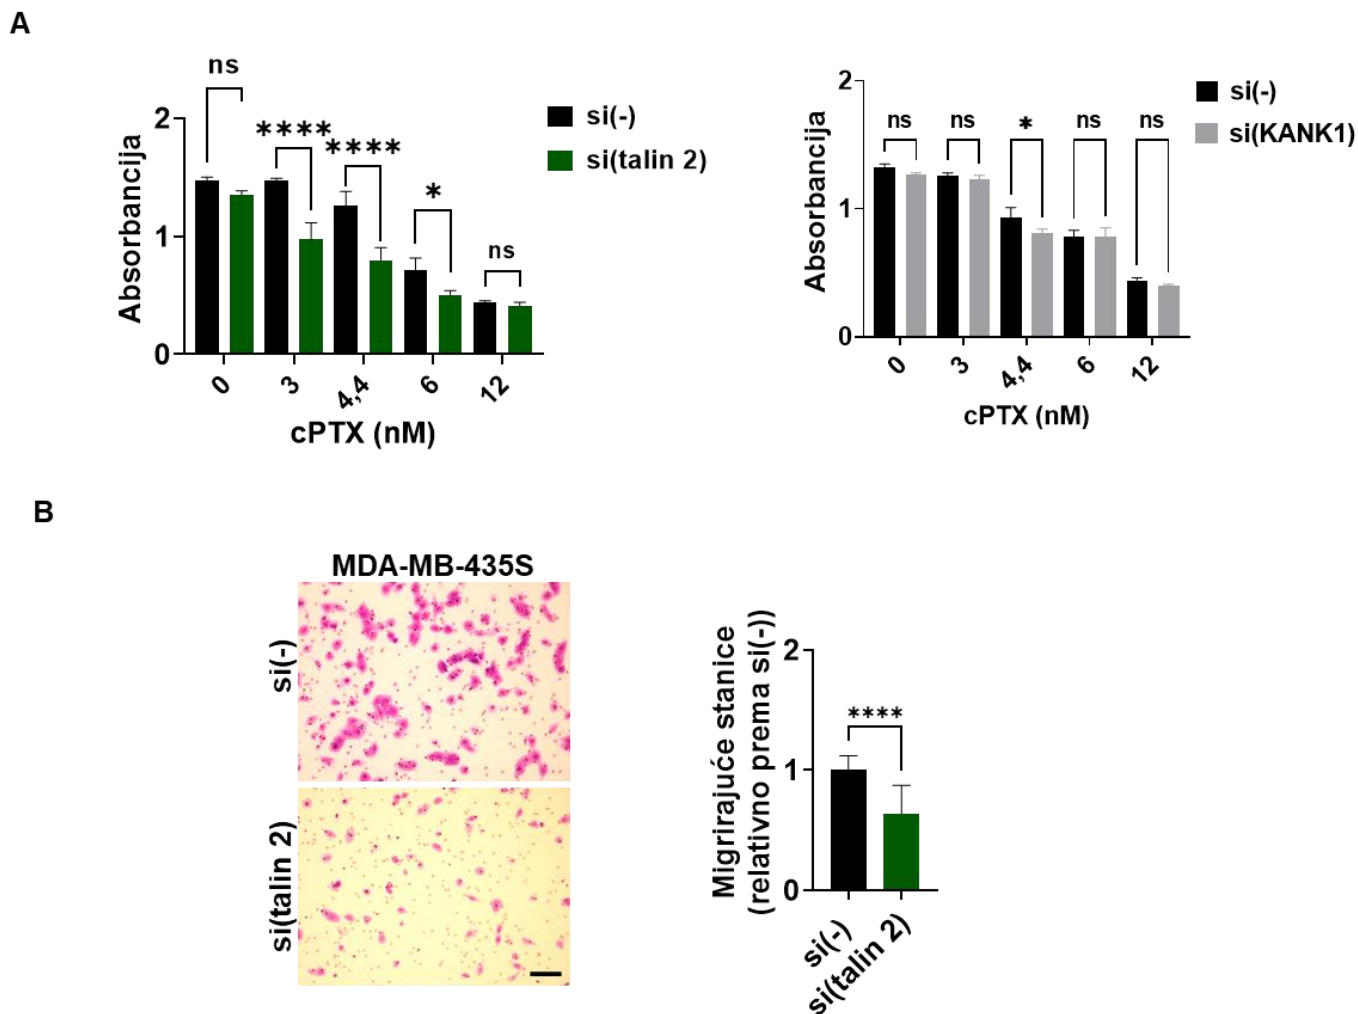 A
ns
****
****
*
ns
2
1
0
Absorbancija
0
3
4,4
6
12
cPTX (nM)
si(-)
si(talin 2)
ns
ns
*
ns
ns
2
1
0
Absorbancija
0
3
4,4
6
12
cPTX (nM)
si(-)
si(KANK1)
B
MDA-MB-435S
si(-)
si(talin 2)
Migrirajuće stanice
(relativno prema si(-))
2
1
0
****
si(-)
si(talin 2)